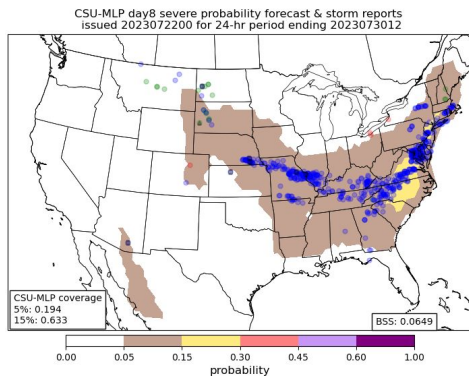 CSU-MLP day8 severe probability forecast & storm reports
issued 2023072200 for 24-hr period ending 2023073012
CSU-MLP coverage
5%: 0.194
15%: 0.633
BSS: 0.0649
0.00 0.05 0.15 0.30 0.45 0.60 1.00
probability